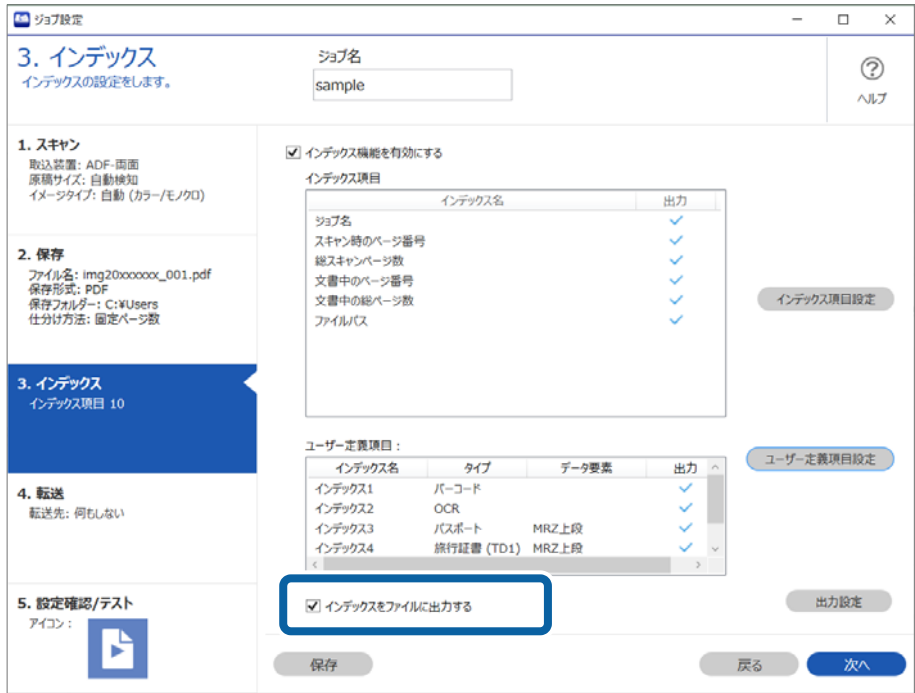 ジョブ設定
3. インデックス
インデックスの設定をします。
ジョブ名
sample
ヘルプ
1. スキャン
取込装置: ADF-両面
原稿サイズ: 自動検知
イメージタイプ: 自動 (カラー/モノクロ)
2. 保存
ファイル名: img20xxxxxx_001.pdf
保存形式: PDF
保存フォルダー: C:¥Users
仕分け方法: 固定ページ数
3. インデックス
インデックス項目 10
4. 転送
転送先: 何もしない
5. 設定確認/テスト
アイコン :
インデックス機能を有効にする
インデックス項目
インデックス名 出力
ジョブ名
スキャン時のページ番号
総スキャンページ数
文書中のページ番号
文書中の総ページ数
ファイルパス
インデックス項目設定
ユーザー定義項目 :
インデックス名 タイプ データ要素 出力
インデックス1 バーコード
インデックス2 OCR
インデックス3 パスポート MRZ上段
インデックス4 旅行証書 (TD1) MRZ上段
ユーザー定義項目設定
インデックスをファイルに出力する
出力設定
保存 戻る 次へ